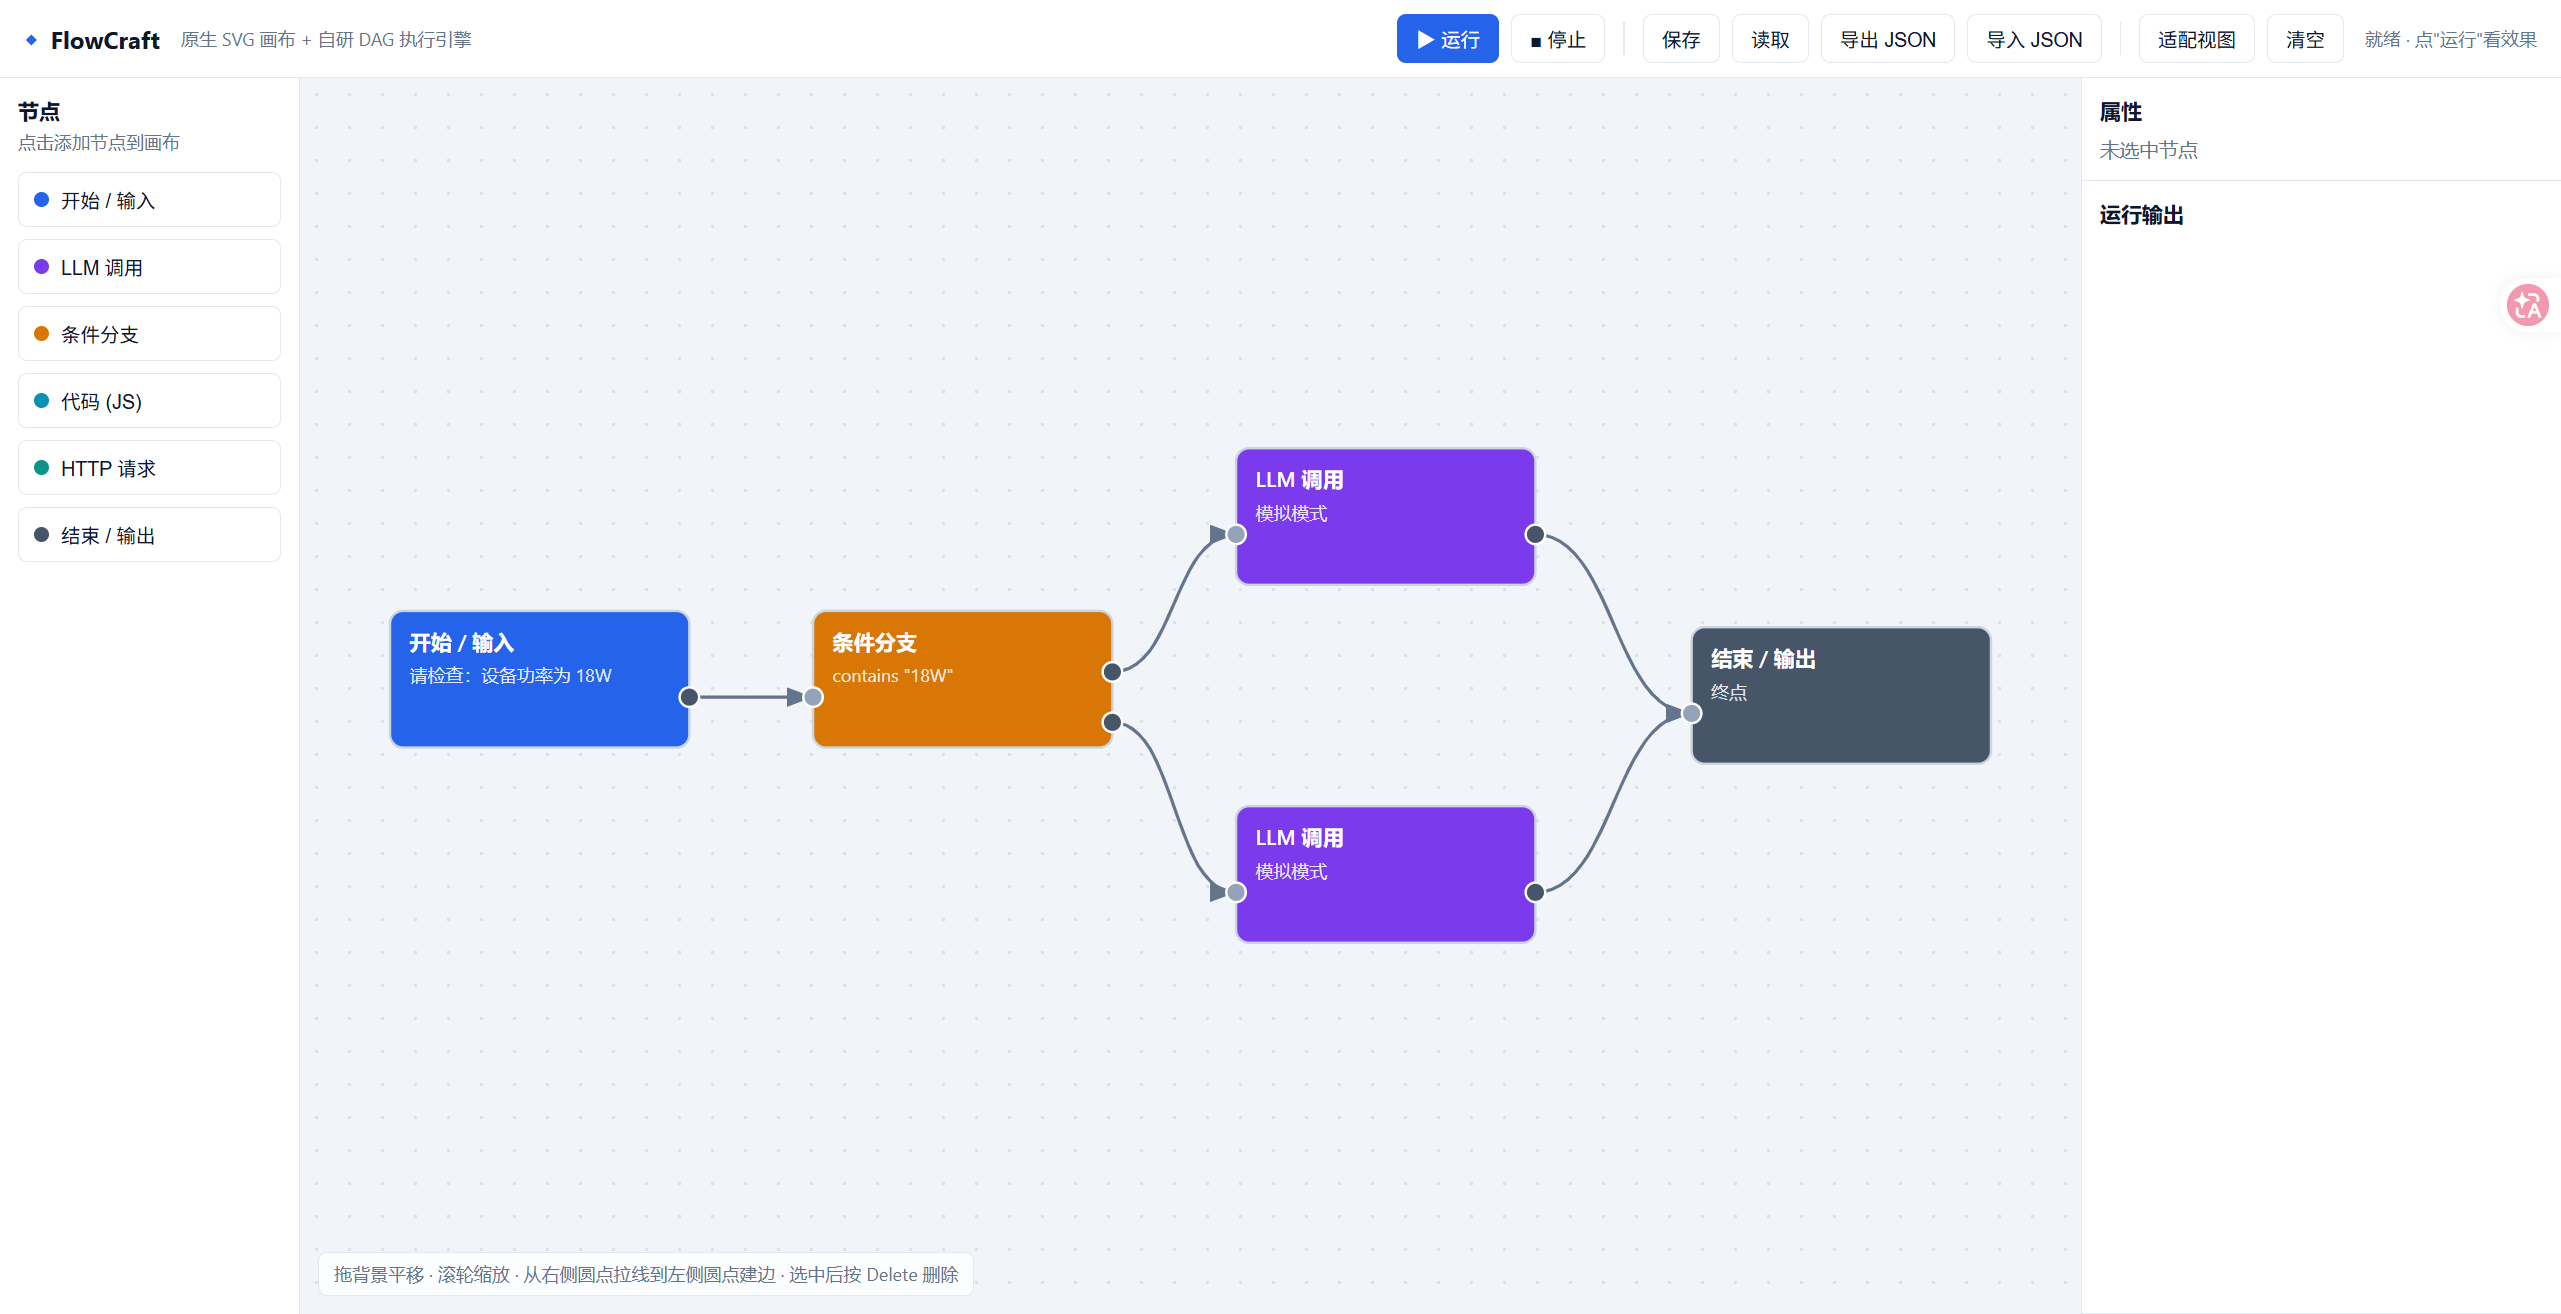 FlowCraft 原生 SVG 画布 + 自研 DAG 执行引擎
▶ 运行 ■ 停止 保存 读取 导出 JSON 导入 JSON 适配视图 清空 就绪 · 点"运行"看效果
节点
点击添加节点到画布
开始 / 输入
LLM 调用
条件分支
代码 (JS)
HTTP 请求
结束 / 输出
开始 / 输入
请检查：设备功率为 18W
条件分支
contains "18W"
LLM 调用
模拟模式
LLM 调用
模拟模式
结束 / 输出
终点
拖背景平移 · 滚轮缩放 · 从右侧圆点拉线到左侧圆点建边 · 选中后按 Delete 删除
属性
未选中节点
运行输出